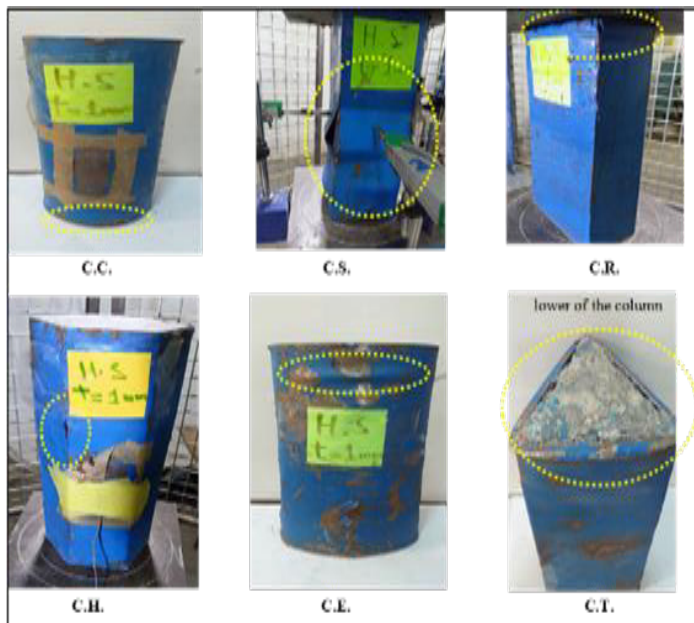 H.S
t=1mm
H.S
C.C.
C.S.
C.R.
H.S
t=1mm
lower of the column
H.S
t=1mm
C.H.
C.E.
C.T.